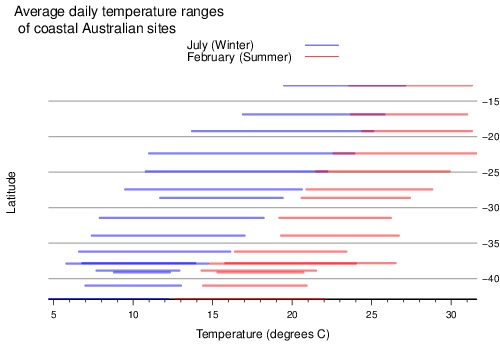 Average daily temperature ranges
of coastal Australian sites
July (Winter)
February (Summer)
Latitude
-15
-20
-25
-30
-35
-40
5 10 15 20 25 30
Temperature (degrees C)